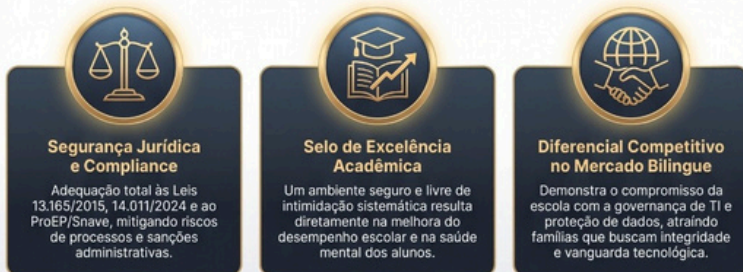 Segurança Jurídica
e Compliance
Adequação total às Leis
13.165/2015, 14.011/2024 e ao
ProEP/Snave, mitigando riscos
de processos e sanções
administrativas.
Selo de Excelência
Acadêmica
Um ambiente seguro e livre de
intimidação sistemática resulta
diretamente na melhora do
desempenho escolar e na saúde
mental dos alunos.
Diferencial Competitivo
no Mercado Bilingue
Demonstra o compromisso da
escola com a governança de TI e
proteção de dados, atraindo
famílias que buscam integridade
e vanguarda tecnológica.